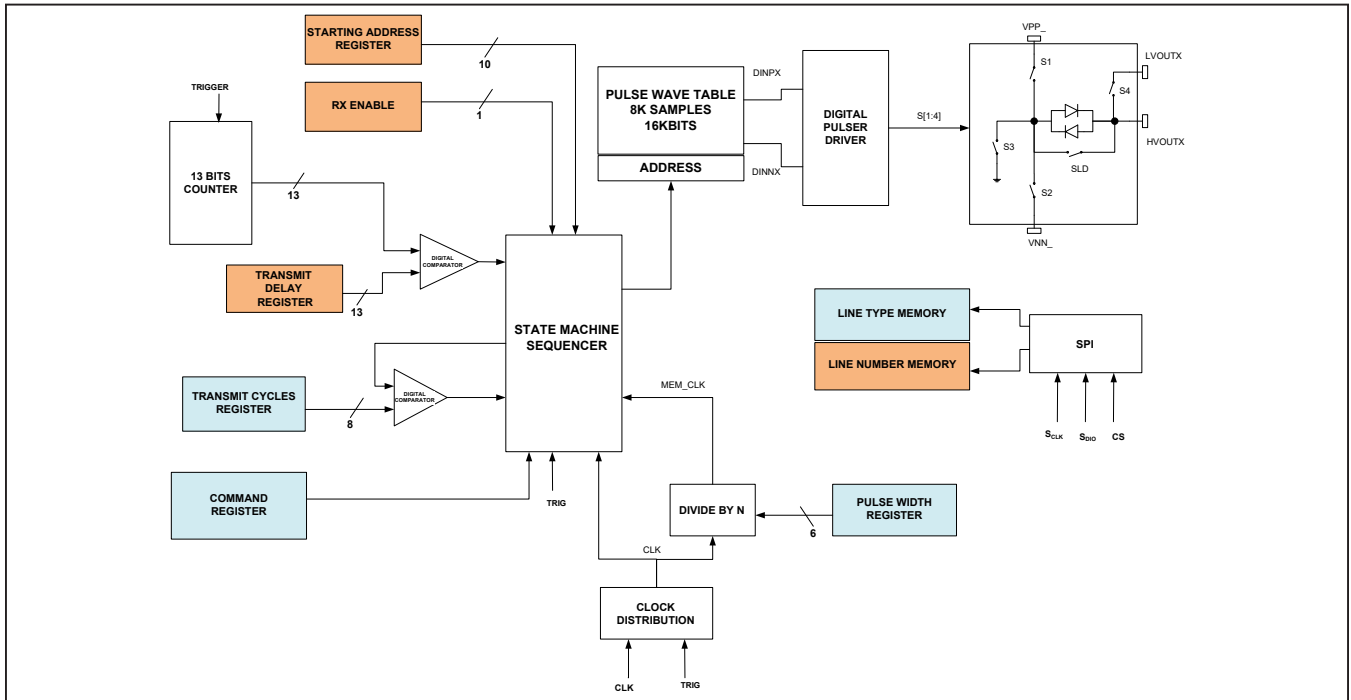 STARTING ADDRESS
REGISTER
10
RX ENABLE
1
TRIGGER
13 BITS
COUNTER
13
TRANSMIT
DELAY
REGISTER
13
DIGITAL
COMPARATOR
PULSE WAVE TABLE
8K SAMPLES
16KBITS
ADDRESS
DINPX
DINNX
DIGITAL
PULSER
DRIVER
S[1:4]
VPP_
S1
LVOUTX
S4
S3
SLD
HVOUTX
S2
VNN_
STATE MACHINE
SEQUENCER
LINE TYPE MEMORY
LINE NUMBER MEMORY
SPI
SCLK
SDIO
CS
TRANSMIT CYCLES
REGISTER
8
DIGITAL
COMPARATOR
MEM_CLK
COMMAND
REGISTER
TRIG
DIVIDE BY N
6
PULSE WIDTH
REGISTER
CLK
CLOCK
DISTRIBUTION
CLK
TRIG